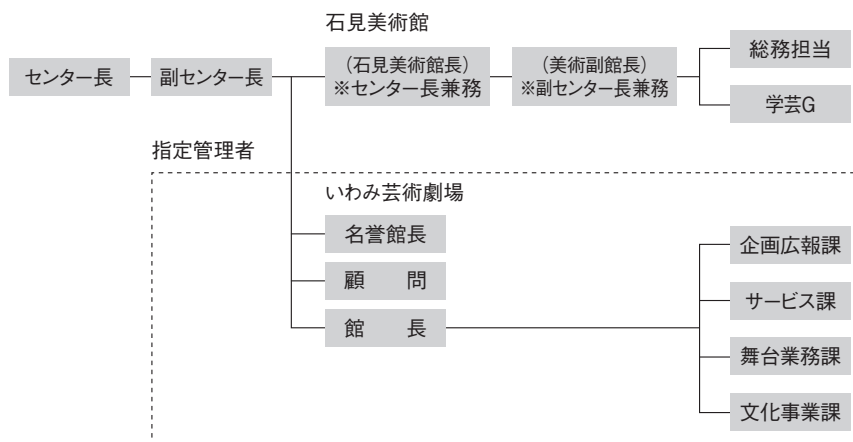 石見美術館
センター長
副センター長
(石見美術館長)
※センター長兼務
(美術副館長)
※副センター長兼務
総務担当
学芸G
指定管理者
いわみ芸術劇場
名誉館長
顧　問
館　長
企画広報課
サービス課
舞台業務課
文化事業課